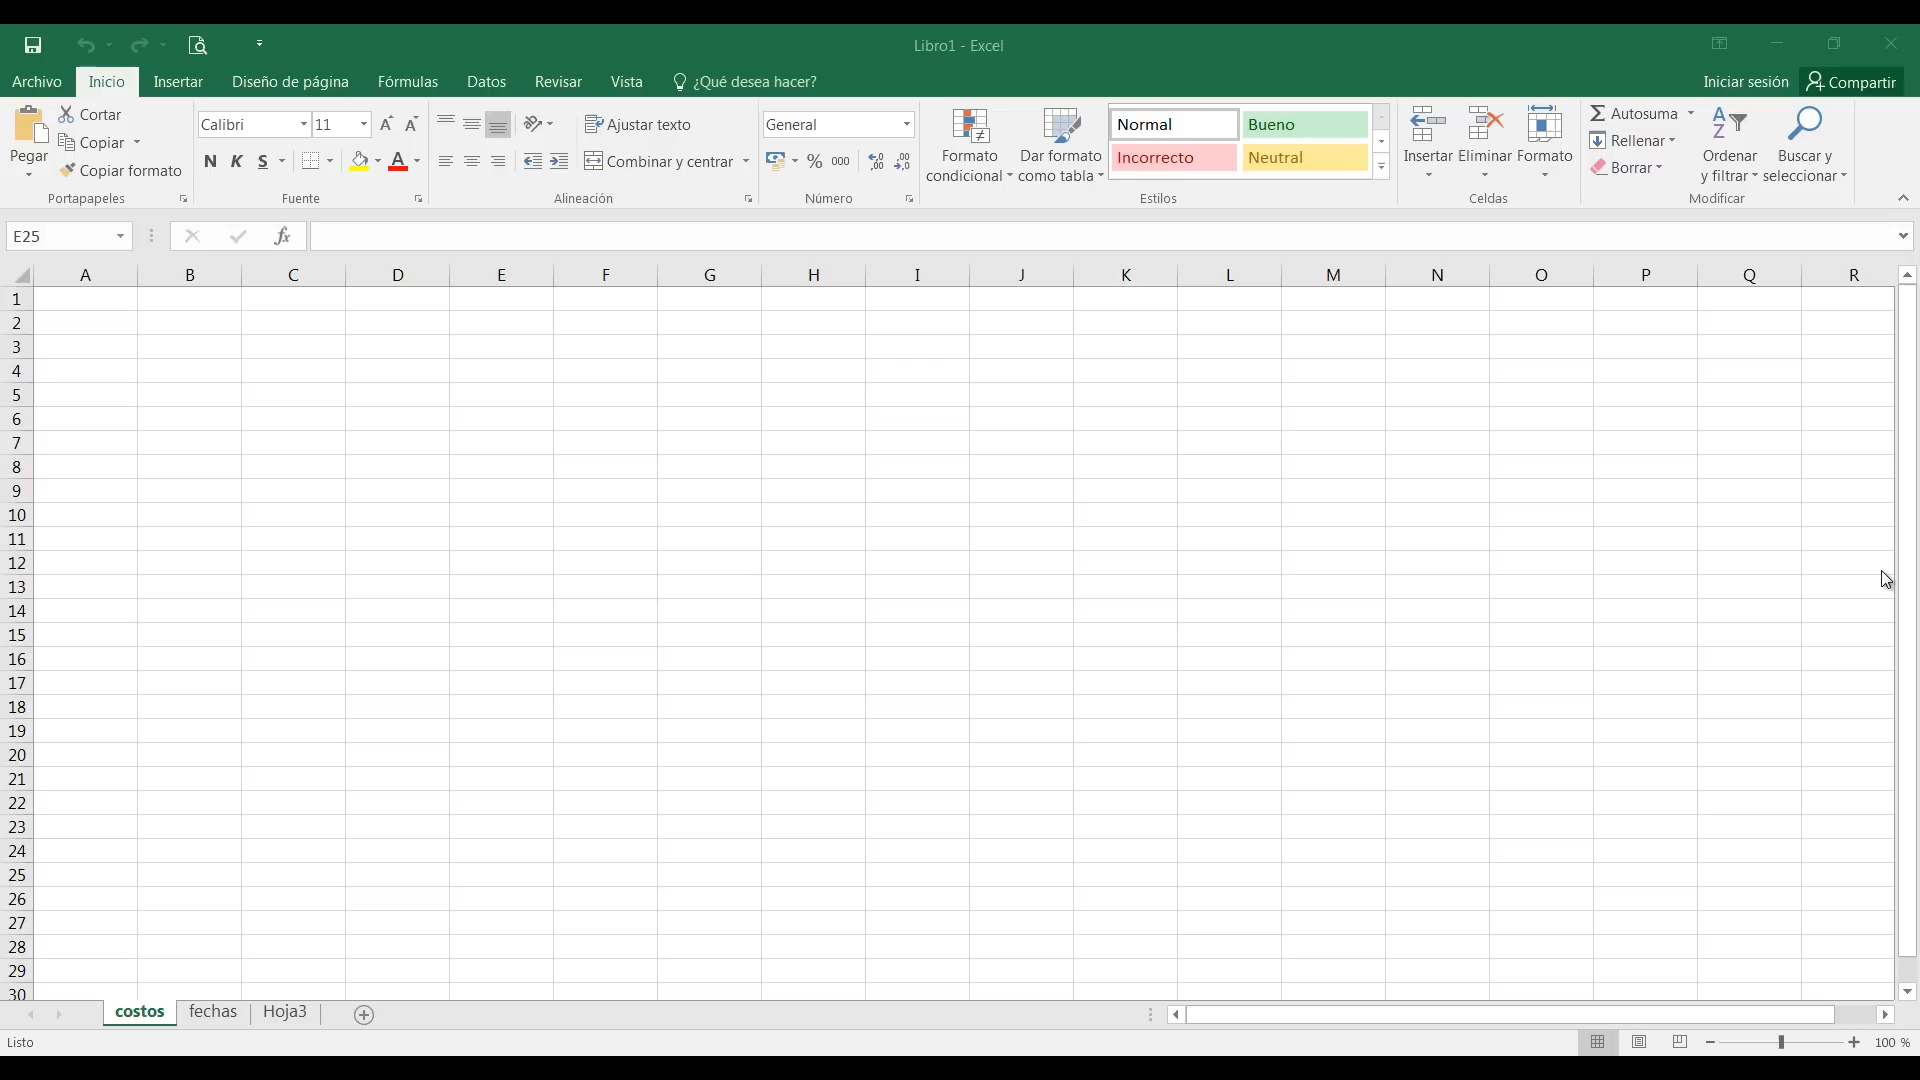 Libro1 - Excel
Archivo Inicio Insertar Diseño de página Fórmulas Datos Revisar Vista ¿Qué desea hacer? Iniciar sesión Compartir
Pegar
Cortar
Copiar
Copiar formato
Portapapeles
Calibri 11
N K S A
Fuente
Ajustar texto
Combinar y centrar
Alineación
General
% 000
Número
Formato condicional
Dar formato como tabla
Normal Bueno
Incorrecto Neutral
Estilos
Insertar Eliminar Formato
Celdas
Autosuma
Rellenar
Borrar
Ordenar y filtrar
Buscar y seleccionar
Modificar
E25 fx
A B C D E F G H I J K L M N O P Q R
1
2
3
4
5
6
7
8
9
10
11
12
13
14
15
16
17
18
19
20
21
22
23
24
25
26
27
28
29
30
costos fechas Hoja3
Listo 100 %